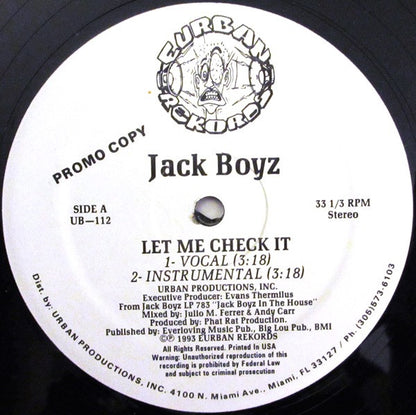 EURBAN
REKORDS
PROMO COPY
Jack Boyz
SIDE A
UB—112
33 1/3 RPM
Stereo
LET ME CHECK IT
1- VOCAL (3:18)
2- INSTRUMENTAL (3:18)
URBAN PRODUCTIONS, INC.
Executive Producer: Evans Thermilus
From Jack Boyz LP 783 "Jack Boyz In The House"
Mixed by: Julio M. Ferrer & Andy Carr
Produced by: Phat Rat Production.
Published by: Everloving Music Pub., Big Lou Pub., BMI
©℗ 1993 EURBAN REKORDS
All Rights Reserved. Printed In USA
Warning: Unauthorized reproduction of this
recording is prohibited by Federal Law
and subject to criminal prosecution
Dist. by: URBAN PRODUCTIONS, INC. 4100 N. Miami Ave., Miami, FL 33127 / Ph. (305)573-6103